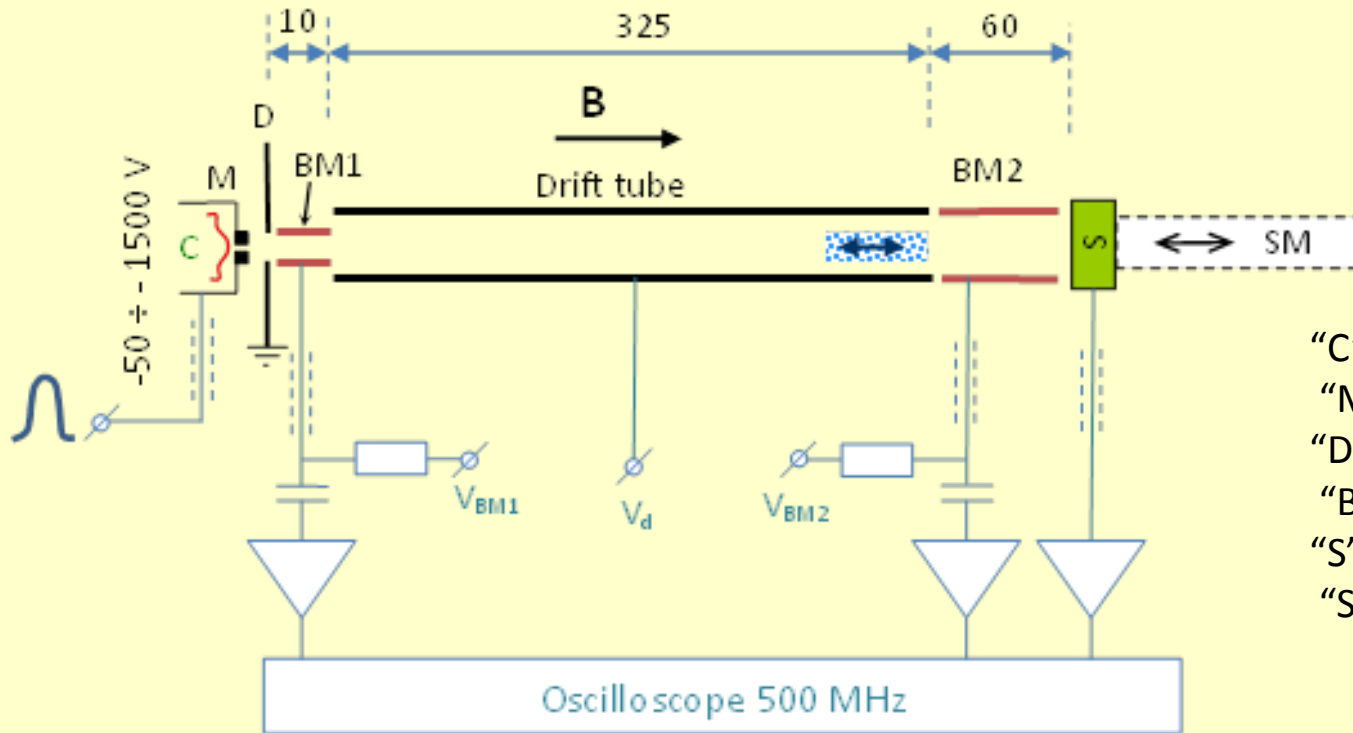 10
325
60
B
D
M
BM1
Drift tube
BM2
-50 ÷ - 1500 V
C
S
SM
“C
“M
“D
“B
“S”
“S
V_BM1
V_d
V_BM2
Oscilloscope 500 MHz